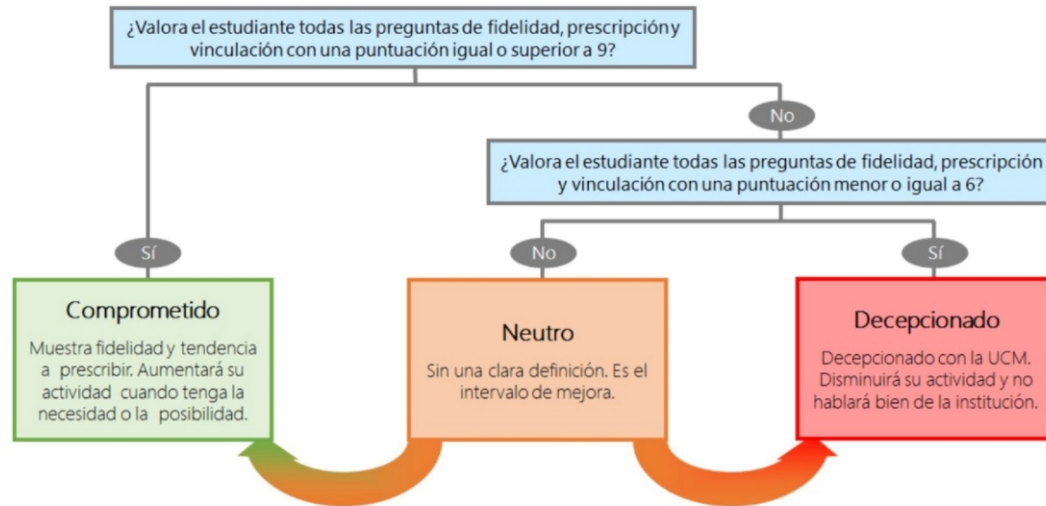 ¿Valora el estudiante todas las preguntas de fidelidad, prescripción y
vinculación con una puntuación igual o superior a 9?
No
¿Valora el estudiante todas las preguntas de fidelidad, prescripción
y vinculación con una puntuación menor o igual a 6?
Sí
No
Sí
Comprometido
Muestra fidelidad y tendencia
a prescribir. Aumentará su
actividad cuando tenga la
necesidad o la posibilidad.
Neutro
Sin una clara definición. Es el
intervalo de mejora.
Decepcionado
Decepcionado con la UCM.
Disminuirá su actividad y no
hablará bien de la institución.